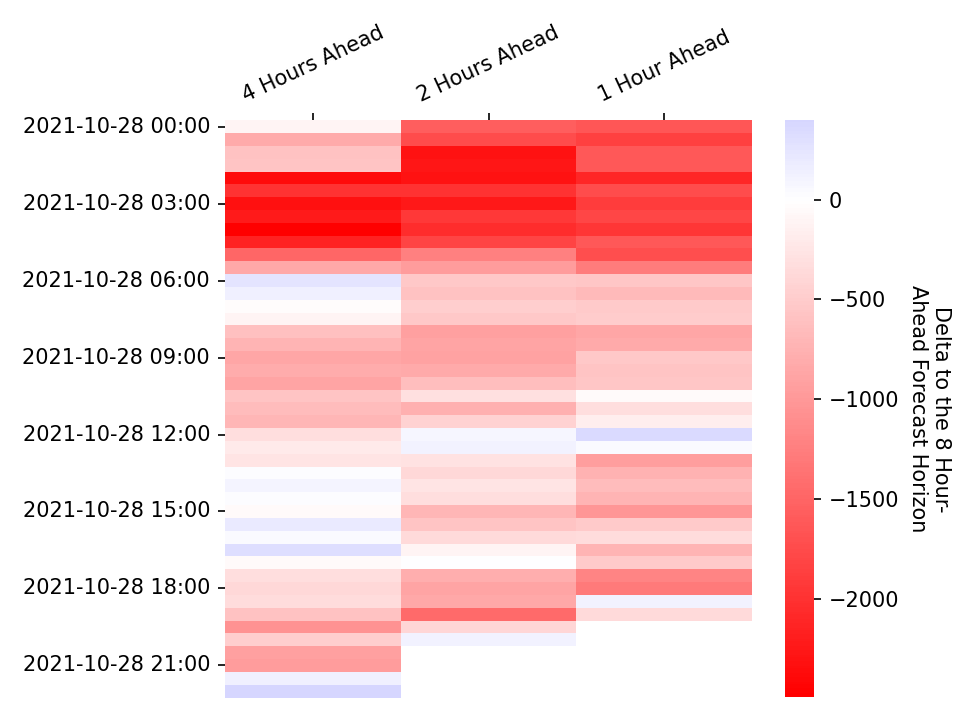 4 Hours Ahead
2 Hours Ahead
1 Hour Ahead
2021-10-28 00:00
2021-10-28 03:00
2021-10-28 06:00
2021-10-28 09:00
2021-10-28 12:00
2021-10-28 15:00
2021-10-28 18:00
2021-10-28 21:00
0
−500
−1000
−1500
−2000
Delta to the 8 Hour-
Ahead Forecast Horizon